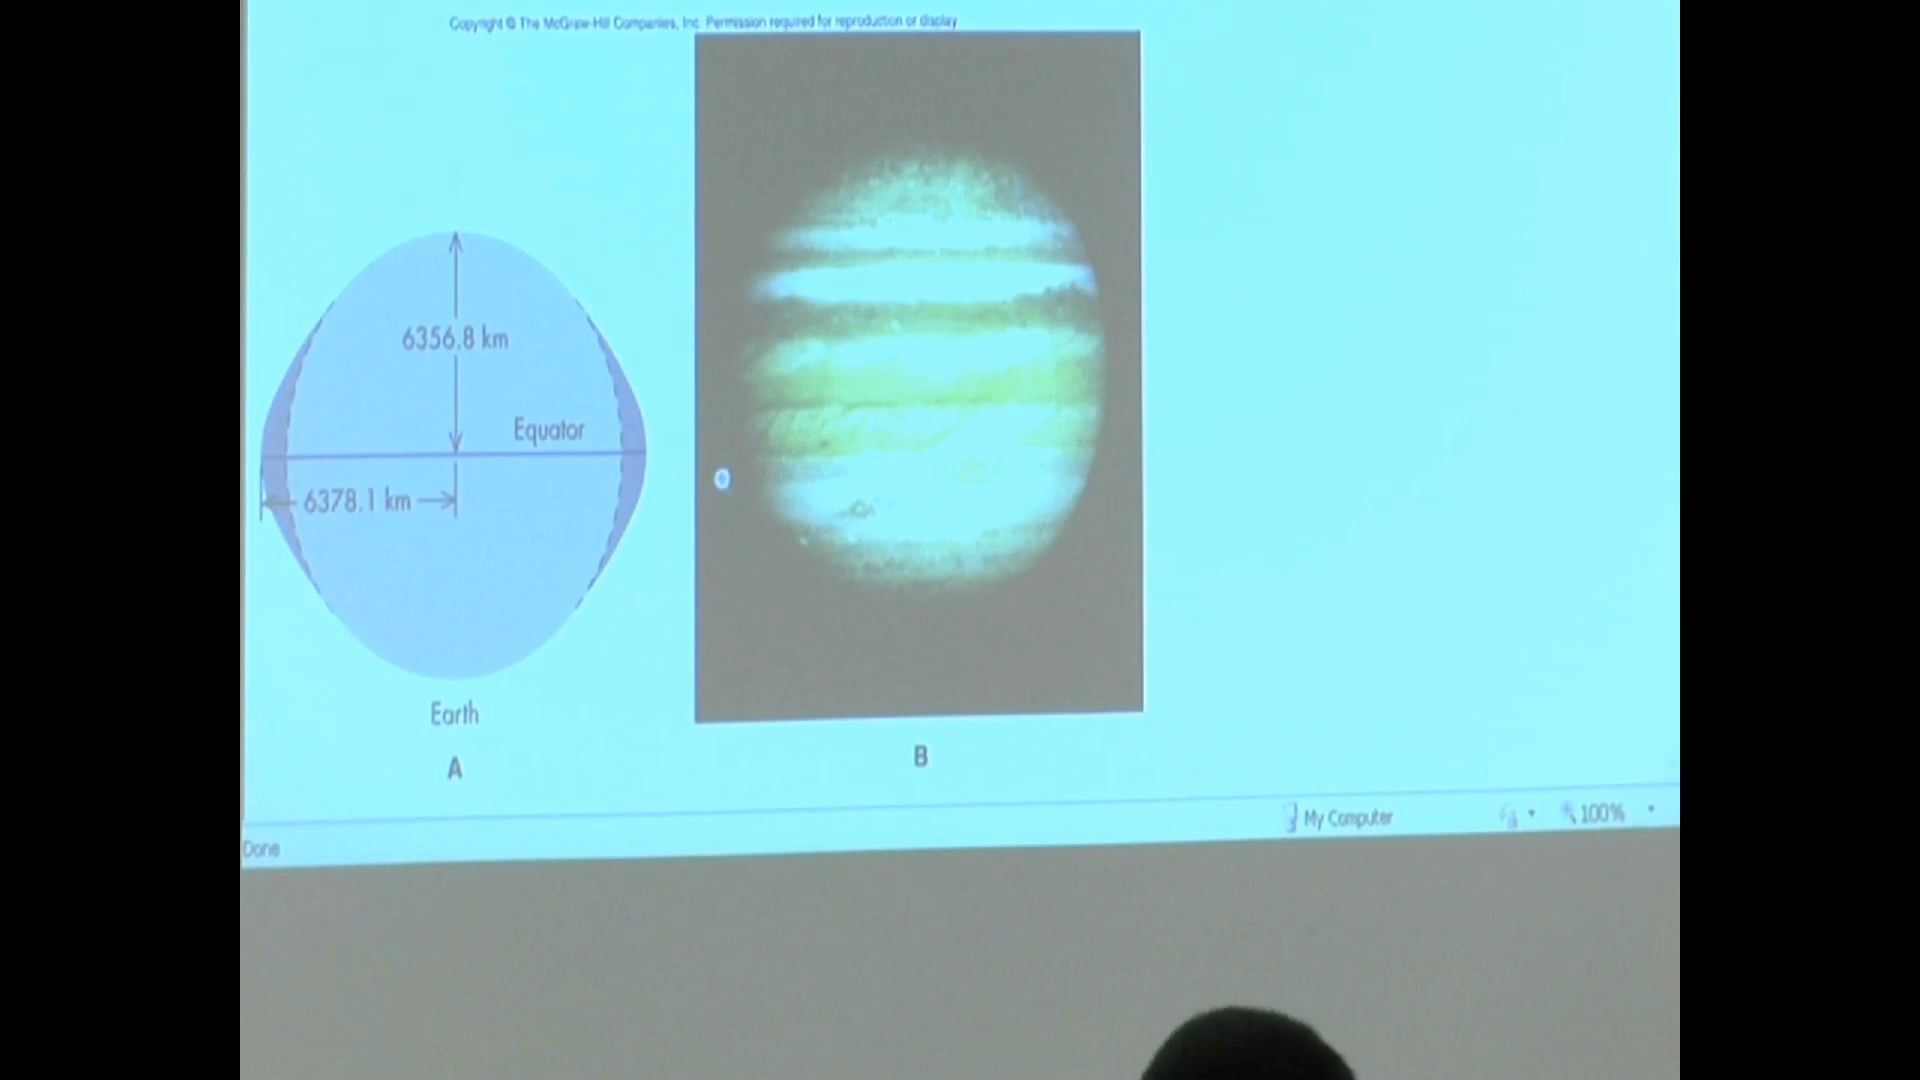 Copyright © The McGraw-Hill Companies, Inc. Permission required for reproduction or display
6356.8 km
Equator
6378.1 km
Earth
A
B
My Computer
100%
Done